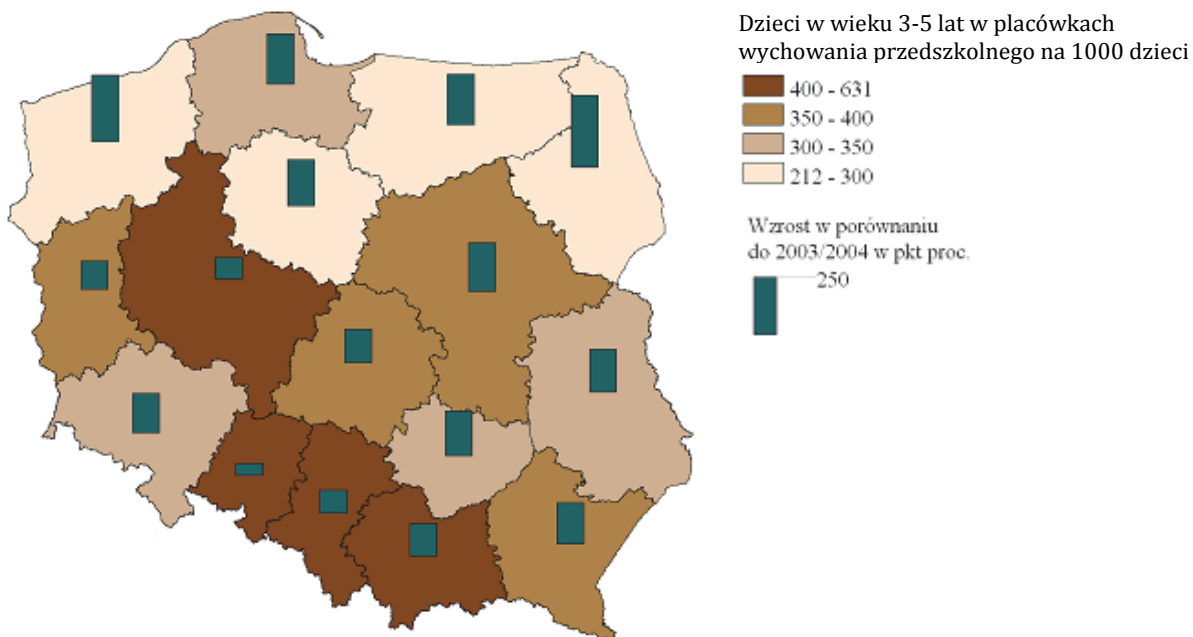 Dzieci w wieku 3-5 lat w placówkach
wychowania przedszkolnego na 1000 dzieci
400 - 631
350 - 400
300 - 350
212 - 300
Wzrost w porównaniu
do 2003/2004 w pkt proc.
250